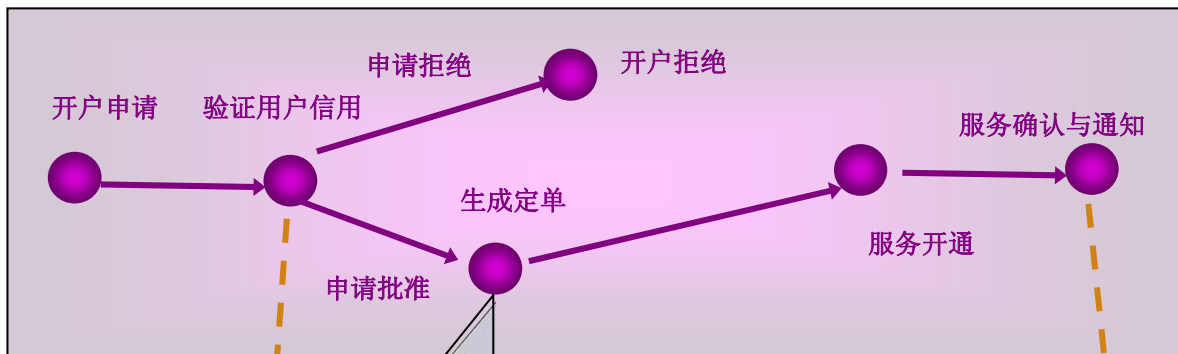 申请拒绝
开户拒绝
开户申请
验证用户信用
服务确认与通知
生成定单
服务开通
申请批准